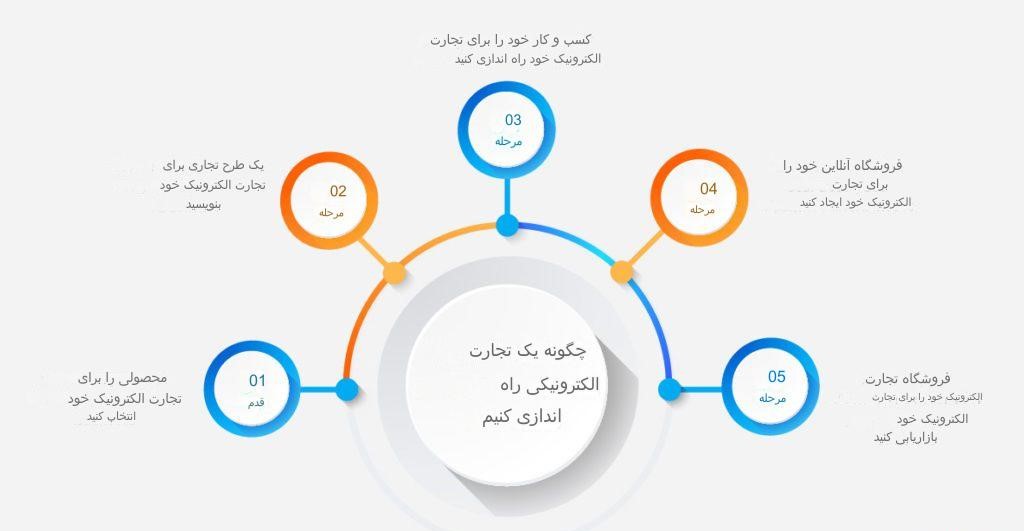 چگونه یک تجارت
الکترونیکی راه
اندازی کنیم
01
قدم
محصولی را برای
تجارت الکترونیک خود
انتخاب کنید
02
مرحله
یک طرح تجاری برای
تجارت الکترونیک خود
بنویسید
03
مرحله
کسب و کار خود را برای تجارت
الکترونیک خود راه اندازی کنید
04
مرحله
فروشگاه آنلاین خود را
برای تجارت
الکترونیک خود ایجاد کنید
05
مرحله
فروشگاه تجارت
الکترونیک خود را برای تجارت
الکترونیک خود
بازاریابی کنید